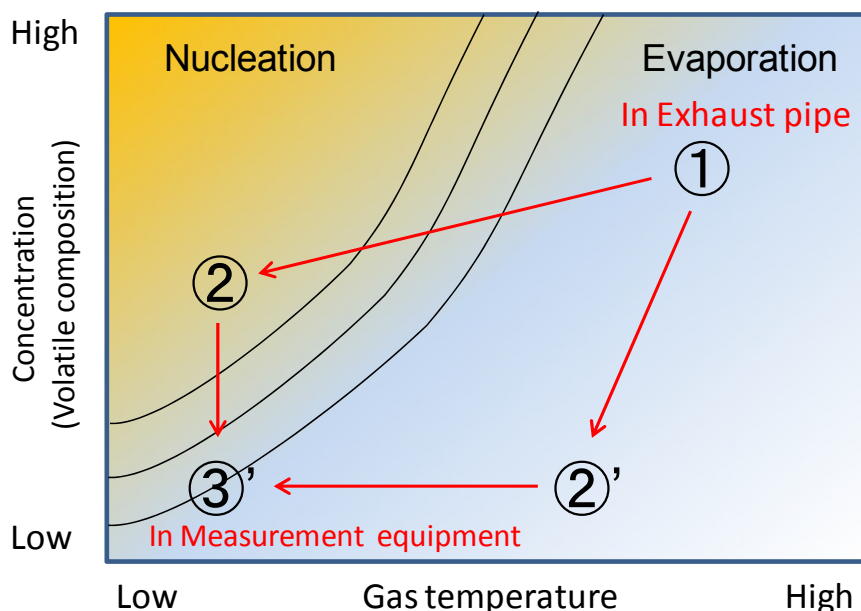 High
Nucleation
Evaporation
In Exhaust pipe
①
②
Concentration
(Volatile composition)
③’
②’
In Measurement equipment
Low
Low
Gas temperature
High